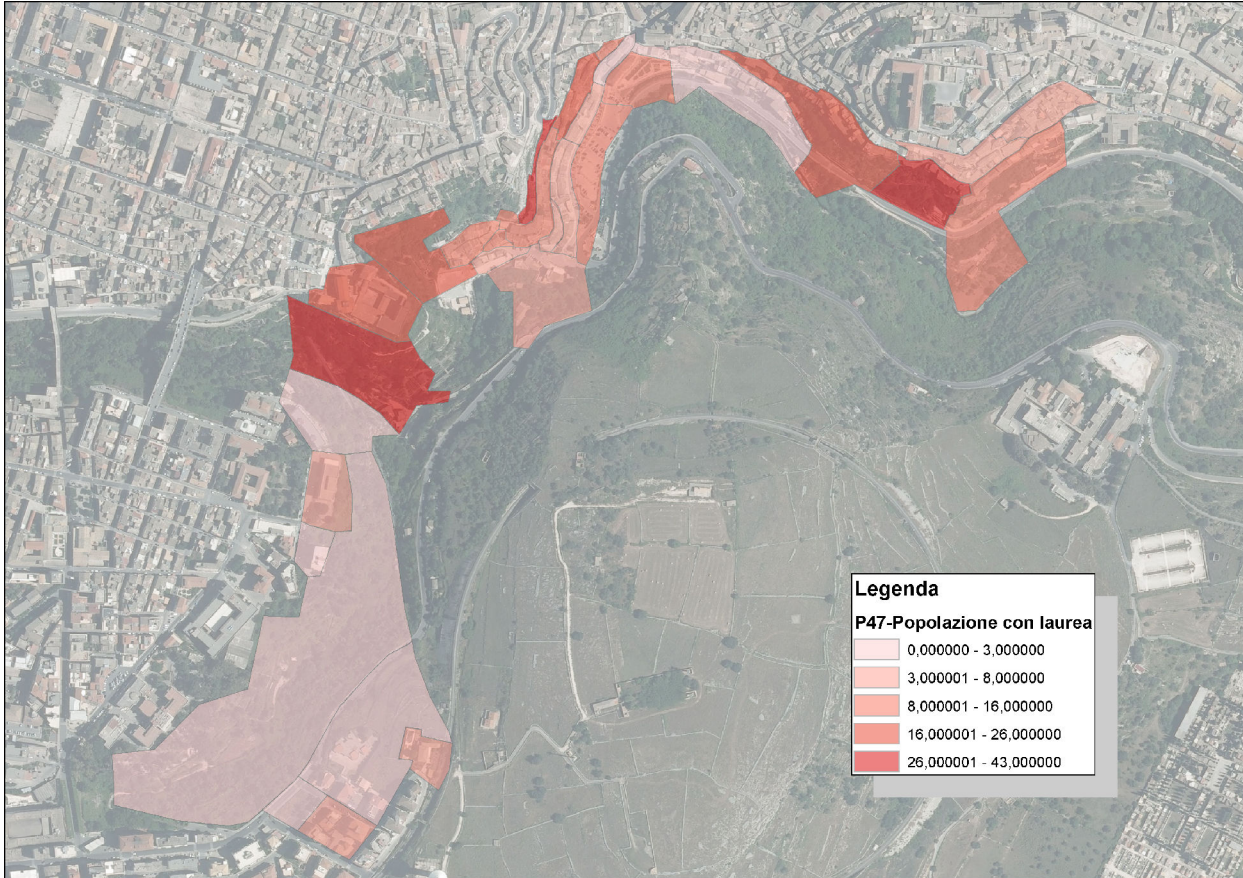 Legenda
P47-Popolazione con laurea
0,000000 - 3,000000
3,000001 - 8,000000
8,000001 - 16,000000
16,000001 - 26,000000
26,000001 - 43,000000